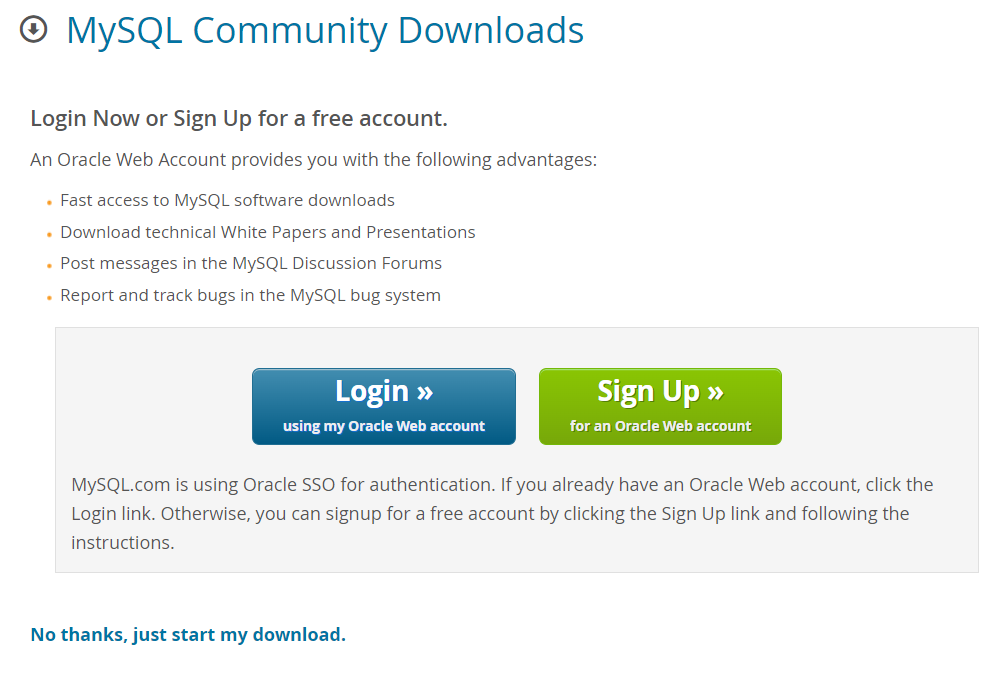 MySQL Community Downloads
Login Now or Sign Up for a free account.
An Oracle Web Account provides you with the following advantages:
Fast access to MySQL software downloads
Download technical White Papers and Presentations
Post messages in the MySQL Discussion Forums
Report and track bugs in the MySQL bug system
Login »
using my Oracle Web account
Sign Up »
for an Oracle Web account
MySQL.com is using Oracle SSO for authentication. If you already have an Oracle Web account, click the
Login link. Otherwise, you can signup for a free account by clicking the Sign Up link and following the
instructions.
No thanks, just start my download.